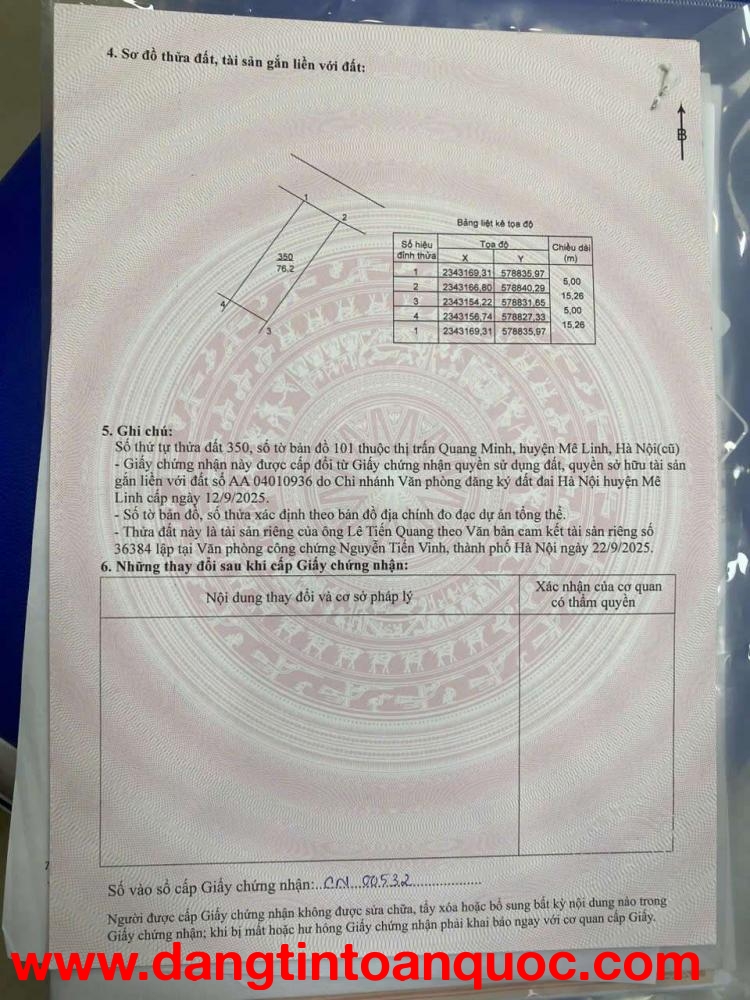 4. Sơ đồ thửa đất, tài sản gắn liền với đất:
B
1
2
350
76.2
4
3
Bảng liệt kê tọa độ
Số hiệu đỉnh thửa Tọa độ Chiều dài (m)
X Y
1 2343169,31 578835,97
5,00
2 2343166,80 578840,29
15,26
3 2343154,22 578831,65
5,00
4 2343156,74 578827,33
15,26
1 2343169,31 578835,97
5. Ghi chú:
Số thứ tự thửa đất 350, số tờ bản đồ 101 thuộc thị trấn Quang Minh, huyện Mê Linh, Hà Nội(cũ)
- Giấy chứng nhận này được cấp đổi từ Giấy chứng nhận quyền sử dụng đất, quyền sở hữu tài sản
gắn liền với đất số AA 04010936 do Chi nhánh Văn phòng đăng ký đất đai Hà Nội huyện Mê
Linh cấp ngày 12/9/2025.
- Số tờ bản đồ, số thửa xác định theo bản đồ địa chính đo đạc dự án tổng thể.
- Thửa đất này là tài sản riêng của ông Lê Tiến Quang theo Văn bản cam kết tài sản riêng số
36384 lập tại Văn phòng công chứng Nguyễn Tiến Vinh, thành phố Hà Nội ngày 22/9/2025.
6. Những thay đổi sau khi cấp Giấy chứng nhận:
Nội dung thay đổi và cơ sở pháp lý
Xác nhận của cơ quan
có thẩm quyền
Số vào sổ cấp Giấy chứng nhận:..CN...00532..................
Người được cấp Giấy chứng nhận không được sửa chữa, tẩy xóa hoặc bổ sung bất kỳ nội dung nào trong
Giấy chứng nhận; khi bị mất hoặc hư hỏng Giấy chứng nhận phải khai báo ngay với cơ quan cấp Giấy.
www.dangtintoanquoc.com